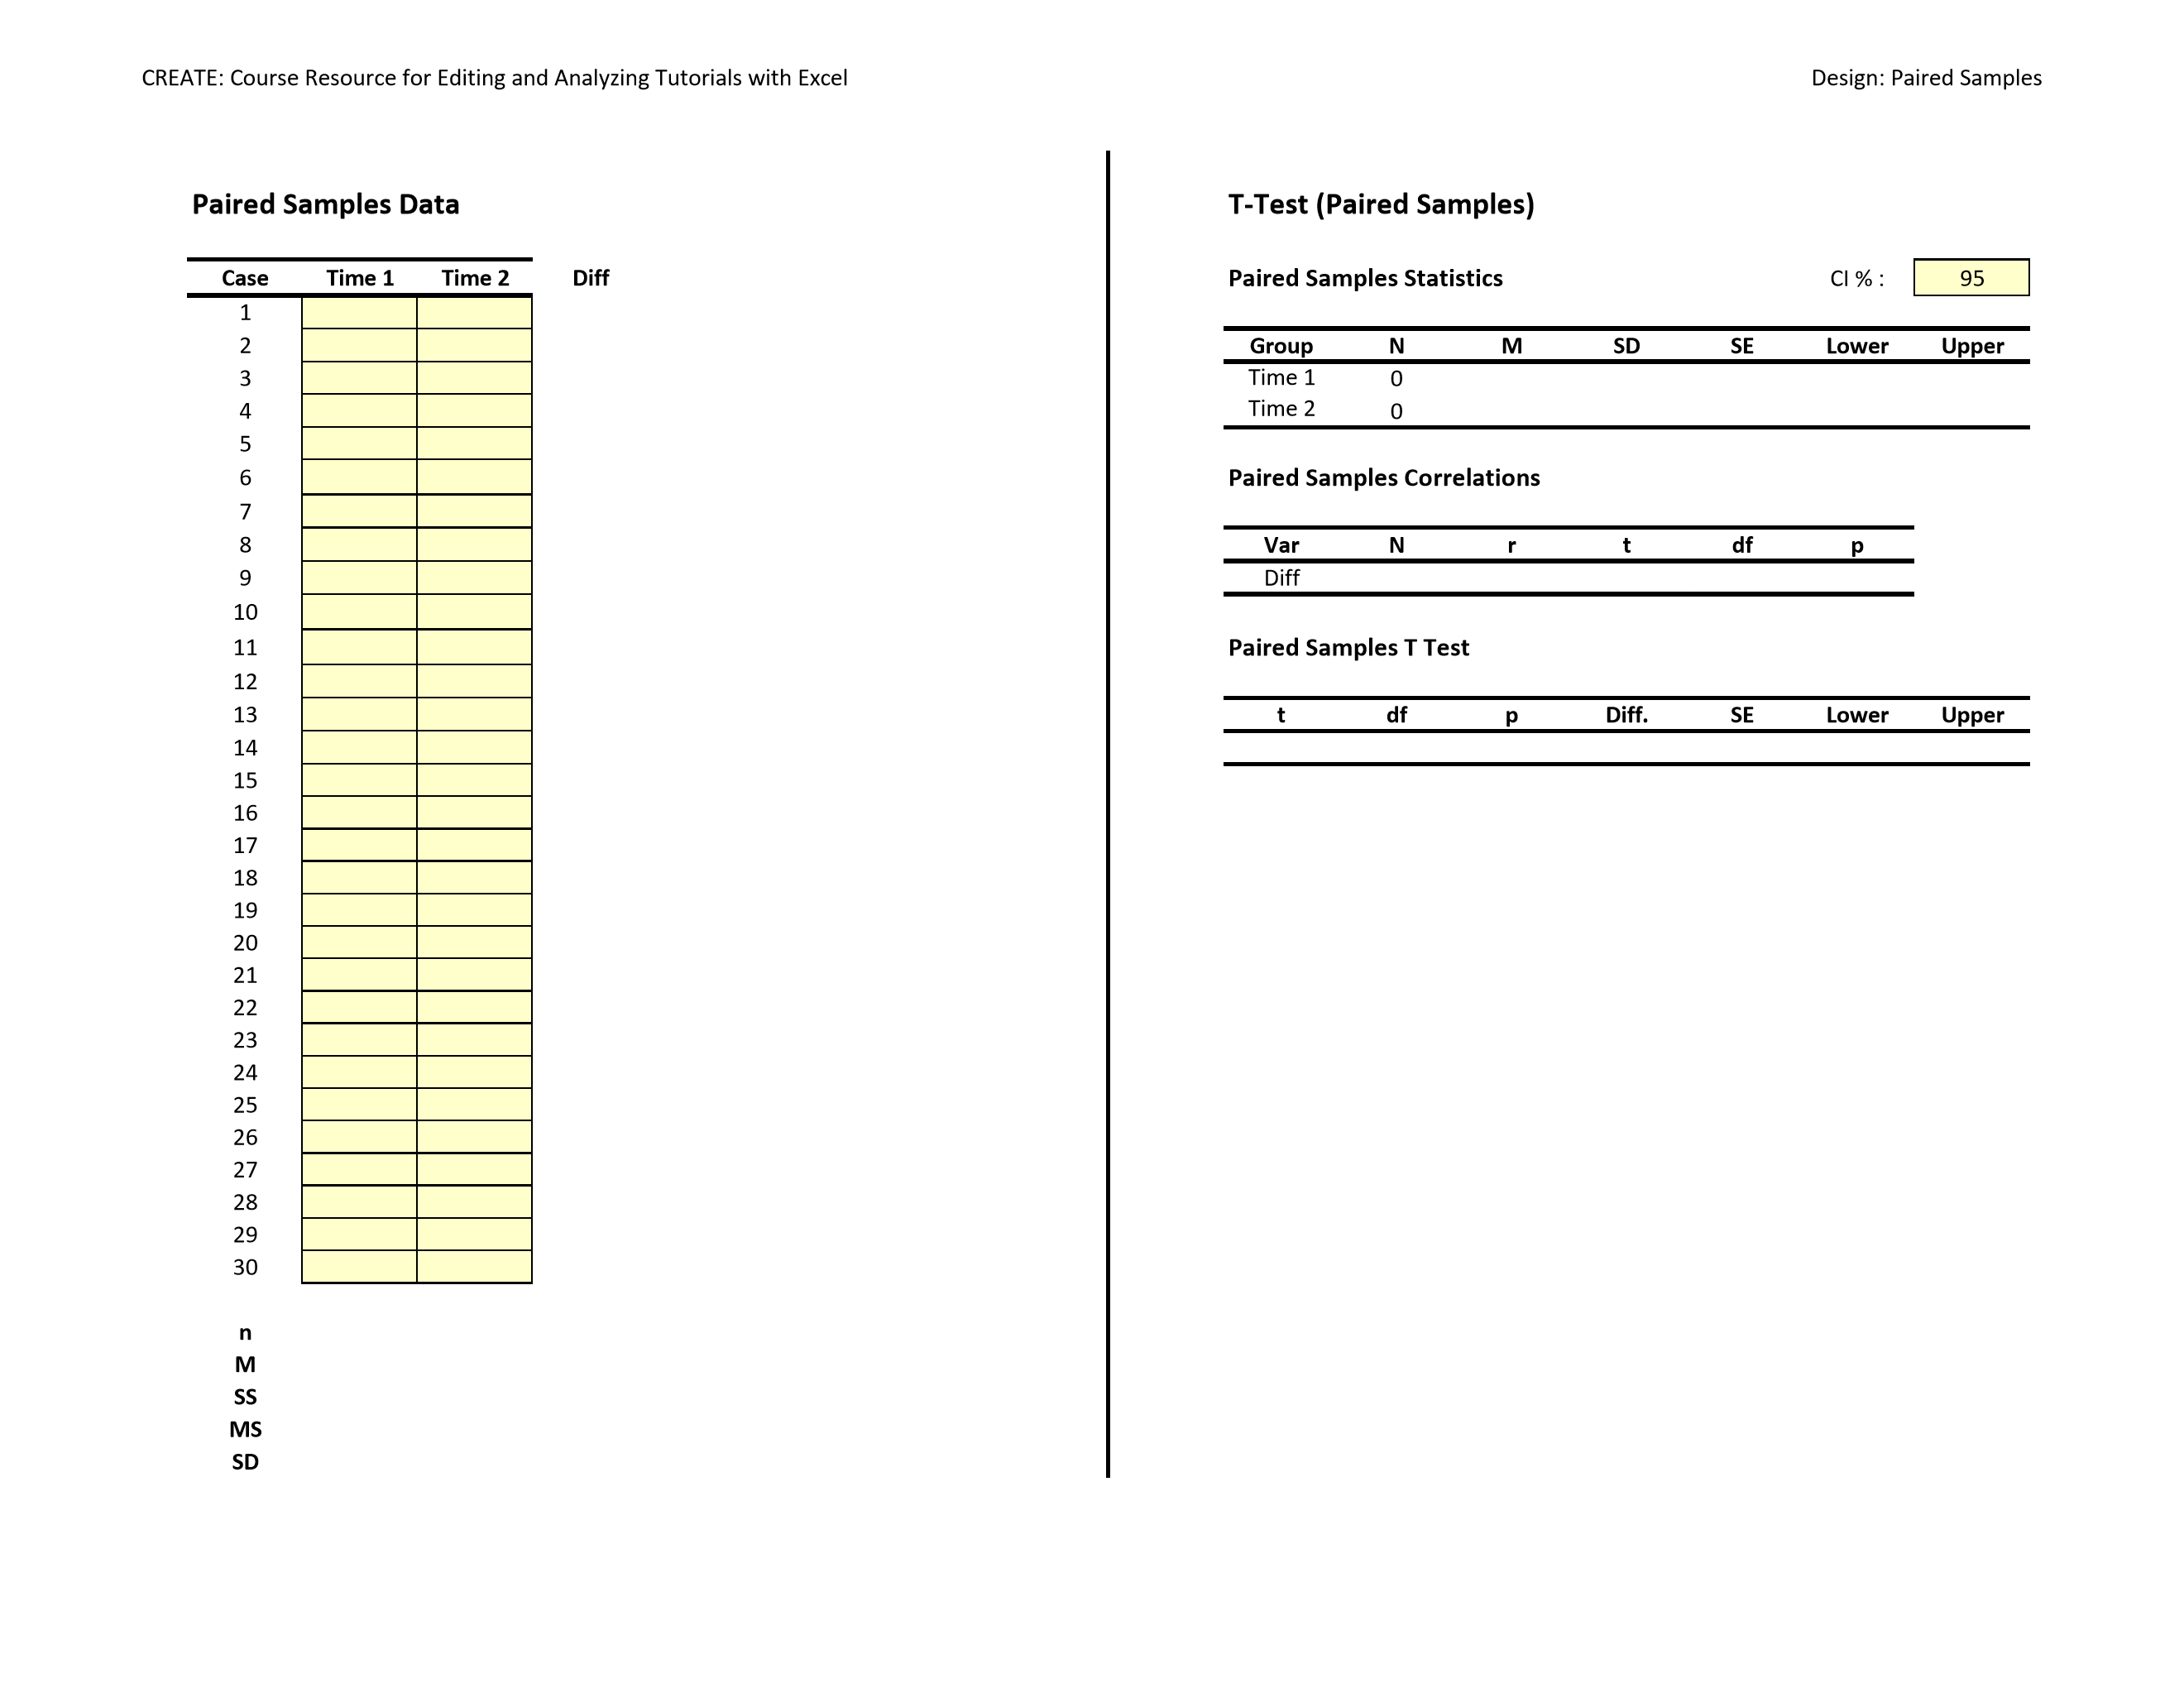 CREATE: Course Resource for Editing and Analyzing Tutorials with Excel
Design: Paired Samples
Paired Samples Data
Case Time 1 Time 2 Diff
1
2
3
4
5
6
7
8
9
10
11
12
13
14
15
16
17
18
19
20
21
22
23
24
25
26
27
28
29
30
n
M
SS
MS
SD
T-Test (Paired Samples)
Paired Samples Statistics CI % : 95
Group N M SD SE Lower Upper
Time 1 0
Time 2 0
Paired Samples Correlations
Var N r t df p
Diff
Paired Samples T Test
t df p Diff. SE Lower Upper